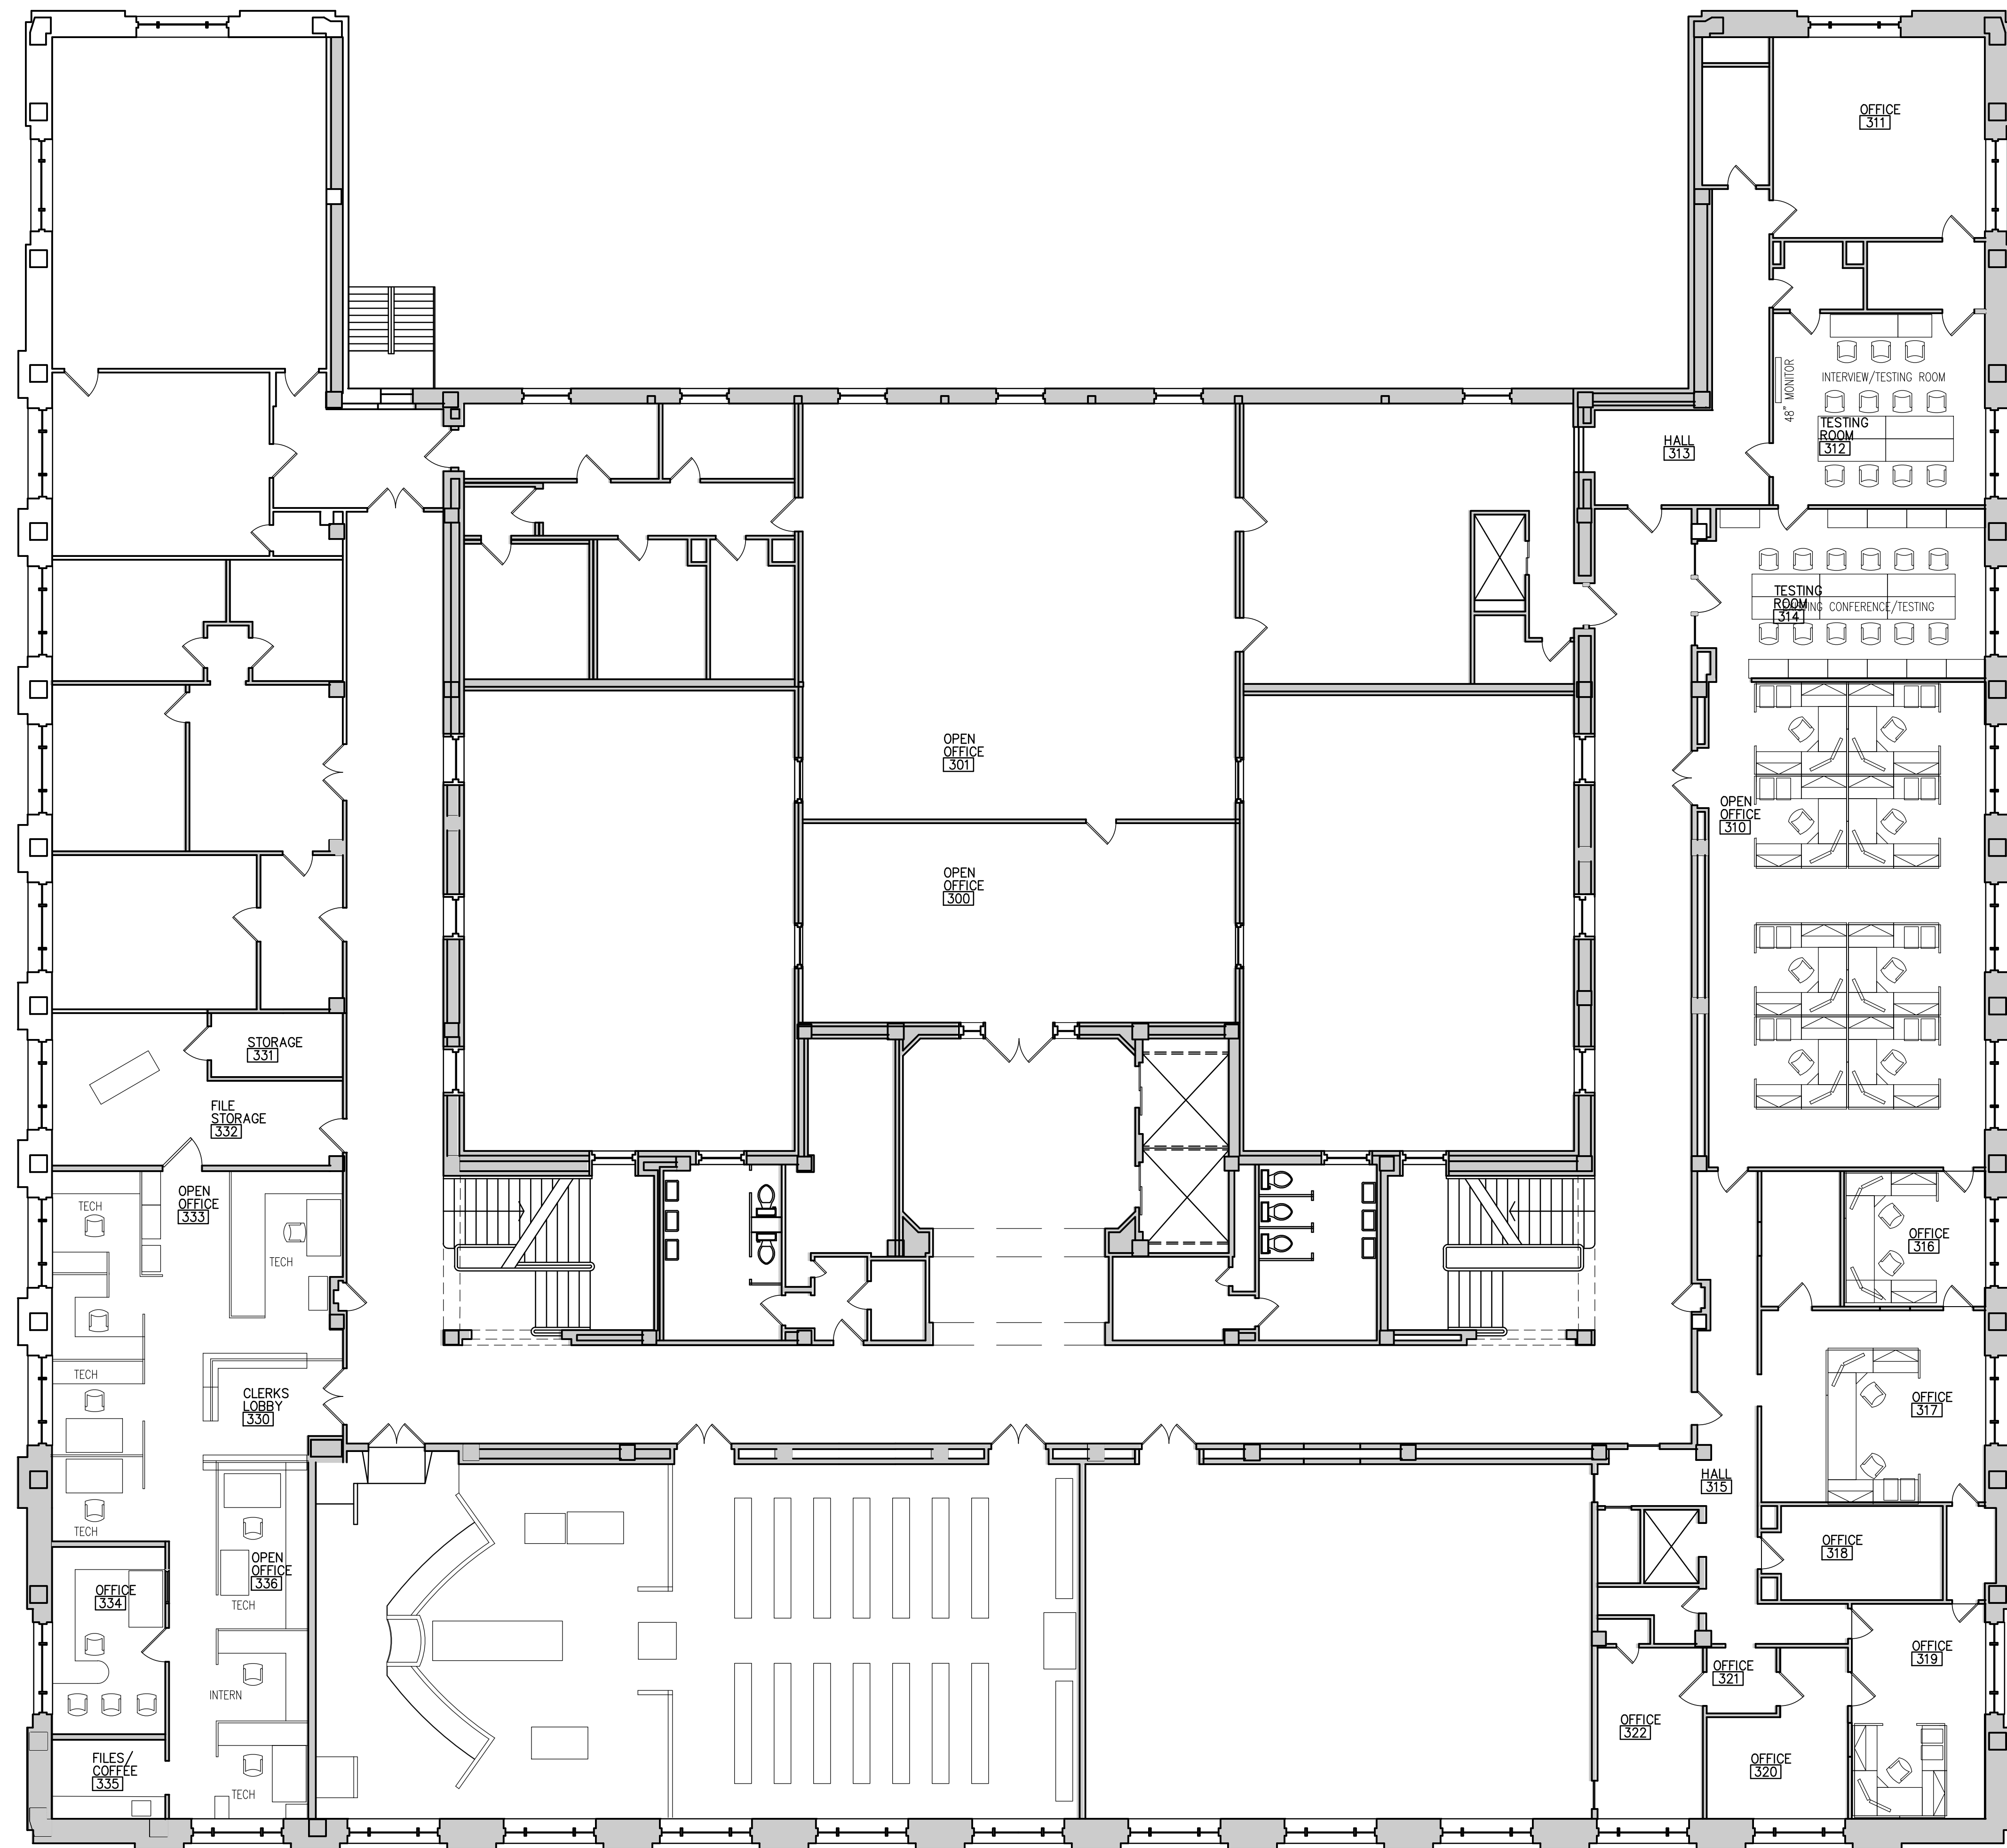 OFFICE
311
48" MONITOR
INTERVIEW/TESTING ROOM
TESTING
ROOM
312
HALL
313
TESTING
ROOM
314
CONFERENCE/TESTING
OPEN
OFFICE
301
OPEN
OFFICE
310
OPEN
OFFICE
300
STORAGE
331
FILE
STORAGE
332
OPEN
OFFICE
333
TECH
TECH
OFFICE
316
TECH
CLERKS
LOBBY
330
OFFICE
317
TECH
HALL
315
OPEN
OFFICE
336
OFFICE
318
OFFICE
334
TECH
OFFICE
319
OFFICE
321
INTERN
OFFICE
322
OFFICE
320
FILES/
COFFEE
335
TECH